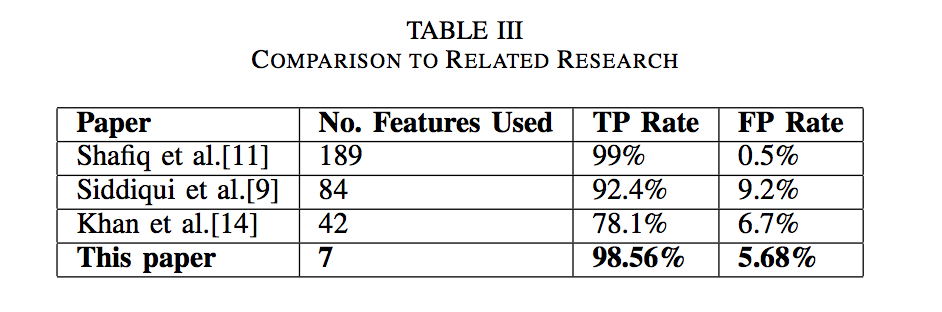 TABLE III
COMPARISON TO RELATED RESEARCH
Paper No. Features Used TP Rate FP Rate
Shafiq et al.[11] 189 99% 0.5%
Siddiqui et al.[9] 84 92.4% 9.2%
Khan et al.[14] 42 78.1% 6.7%
This paper 7 98.56% 5.68%